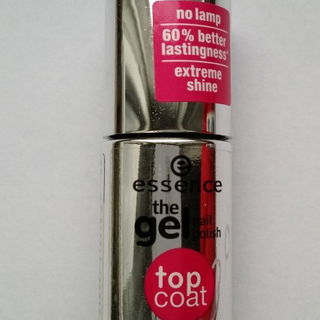 no lamp
60% better
lastingness*
extreme
shine
essence
the
gel nail
polish
top
coat